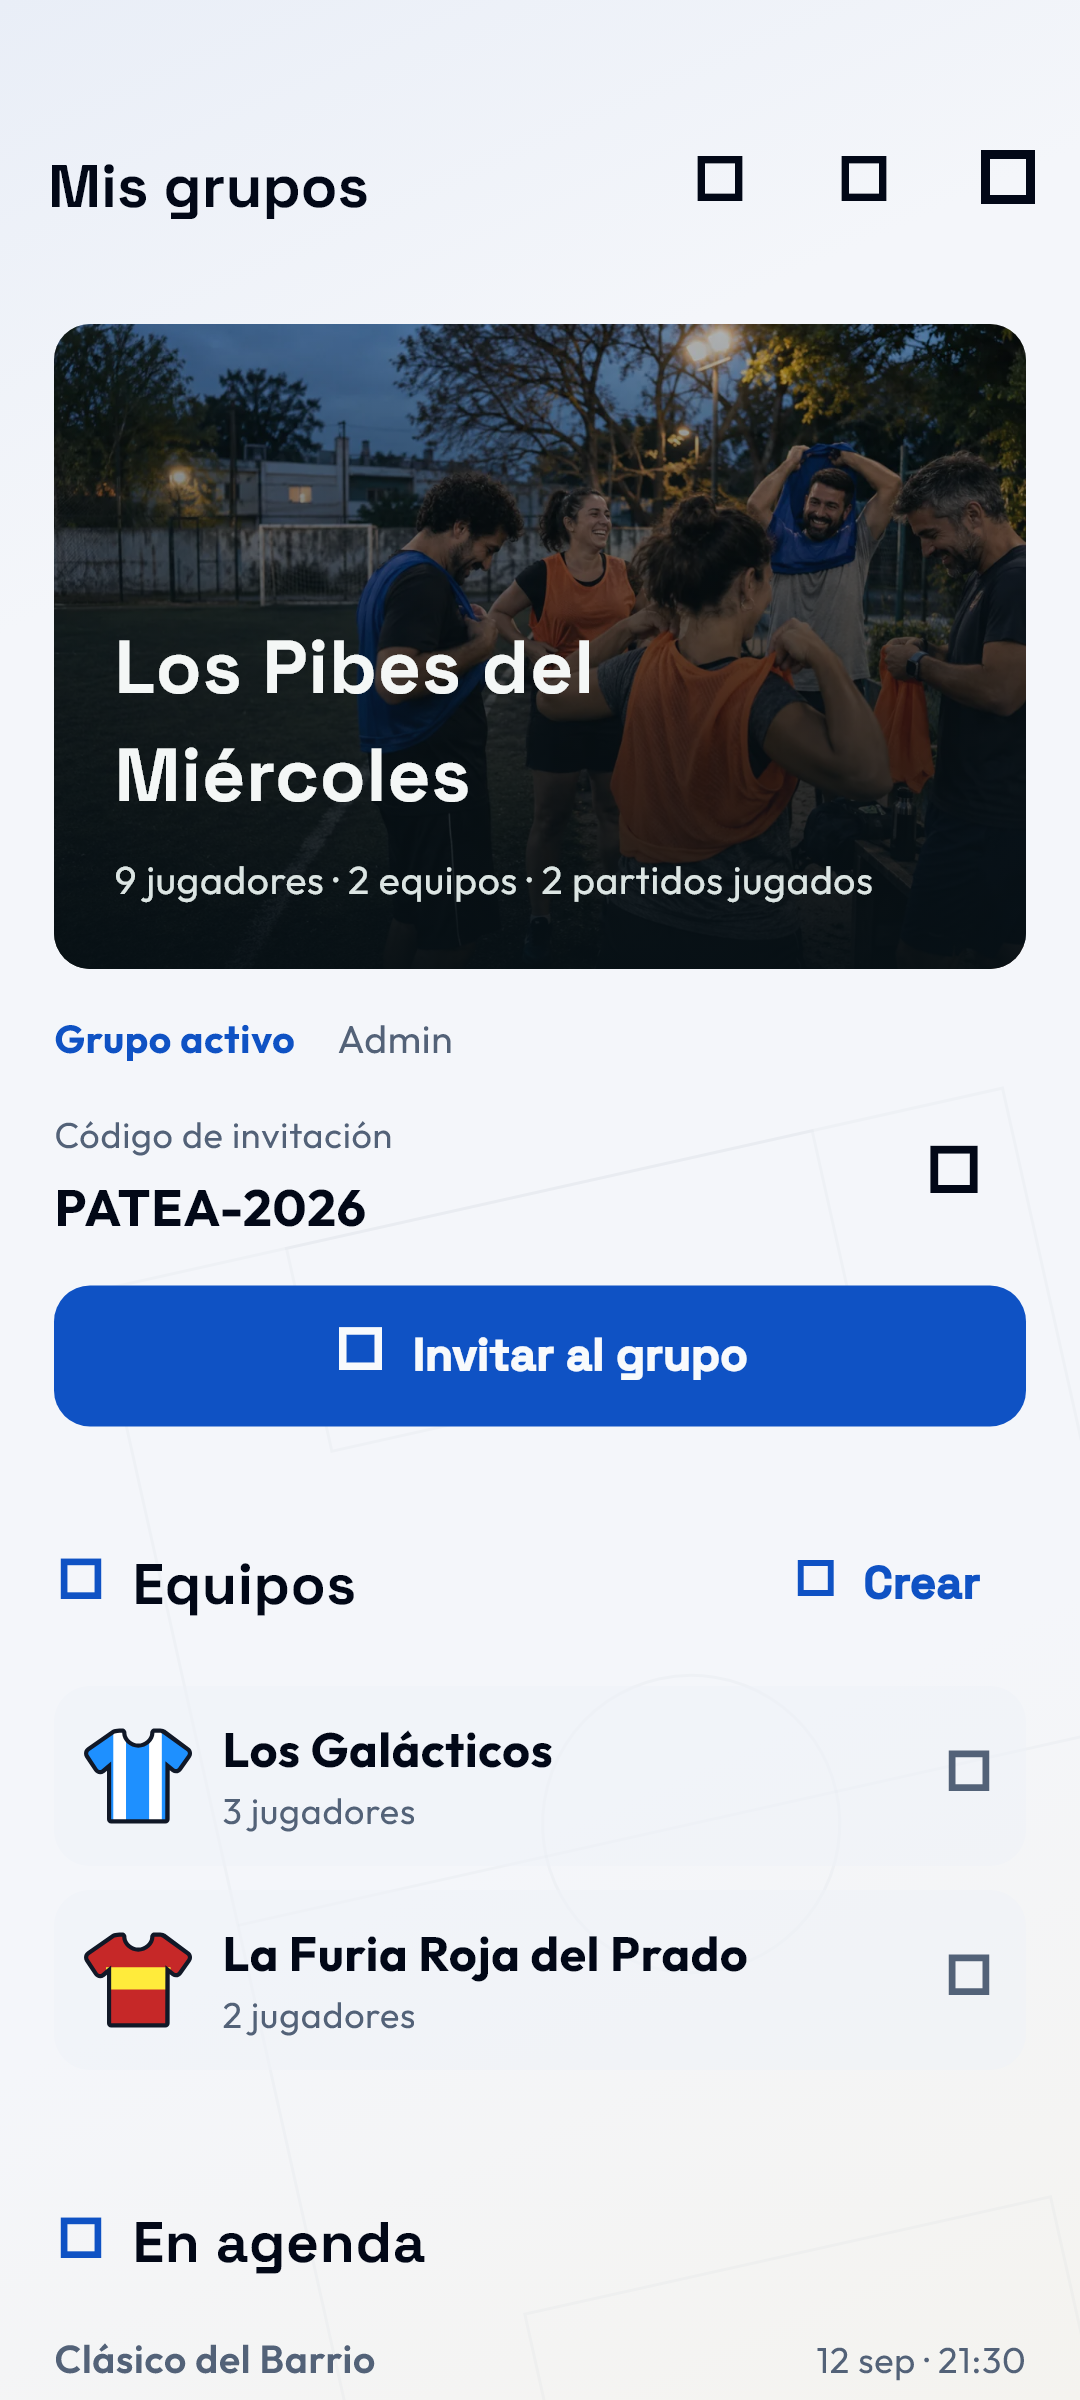 Mis grupos
Los Pibes del
Miércoles
9 jugadores · 2 equipos · 2 partidos jugados
Grupo activo Admin
Código de invitación
PATEA-2026
Invitar al grupo
Equipos Crear
Los Galácticos
3 jugadores
La Furia Roja del Prado
2 jugadores
En agenda
Clásico del Barrio 12 sep · 21:30